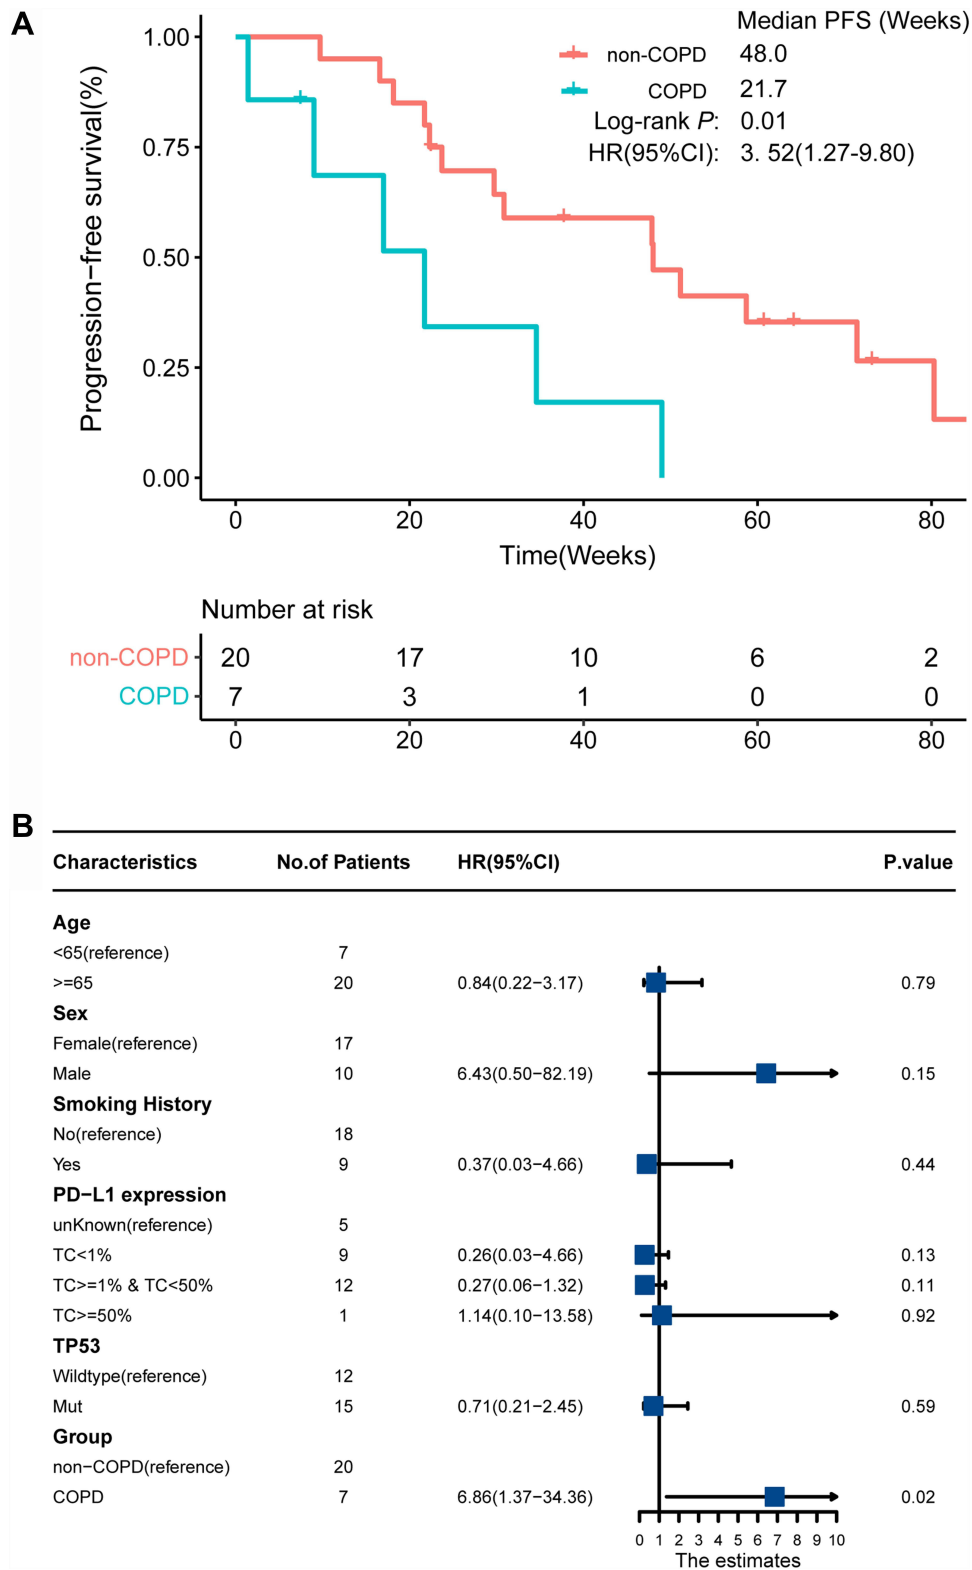 A
Median PFS (Weeks)
non-COPD 48.0
COPD 21.7
Log-rank P: 0.01
HR(95%CI): 3. 52(1.27-9.80)
Progression−free survival(%)
1.00
0.75
0.50
0.25
0.00
0 20 40 60 80
Time(Weeks)
Number at risk
non-COPD 20 17 10 6 2
COPD 7 3 1 0 0
0 20 40 60 80
B
Characteristics No.of Patients HR(95%CI) P.value
Age
<65(reference) 7
>=65 20 0.84(0.22−3.17) 0.79
Sex
Female(reference) 17
Male 10 6.43(0.50−82.19) 0.15
Smoking History
No(reference) 18
Yes 9 0.37(0.03−4.66) 0.44
PD−L1 expression
unKnown(reference) 5
TC<1% 9 0.26(0.03−4.66) 0.13
TC>=1% & TC<50% 12 0.27(0.06−1.32) 0.11
TC>=50% 1 1.14(0.10−13.58) 0.92
TP53
Wildtype(reference) 12
Mut 15 0.71(0.21−2.45) 0.59
Group
non-COPD(reference) 20
COPD 7 6.86(1.37−34.36) 0.02
0 1 2 3 4 5 6 7 8 9 10
The estimates